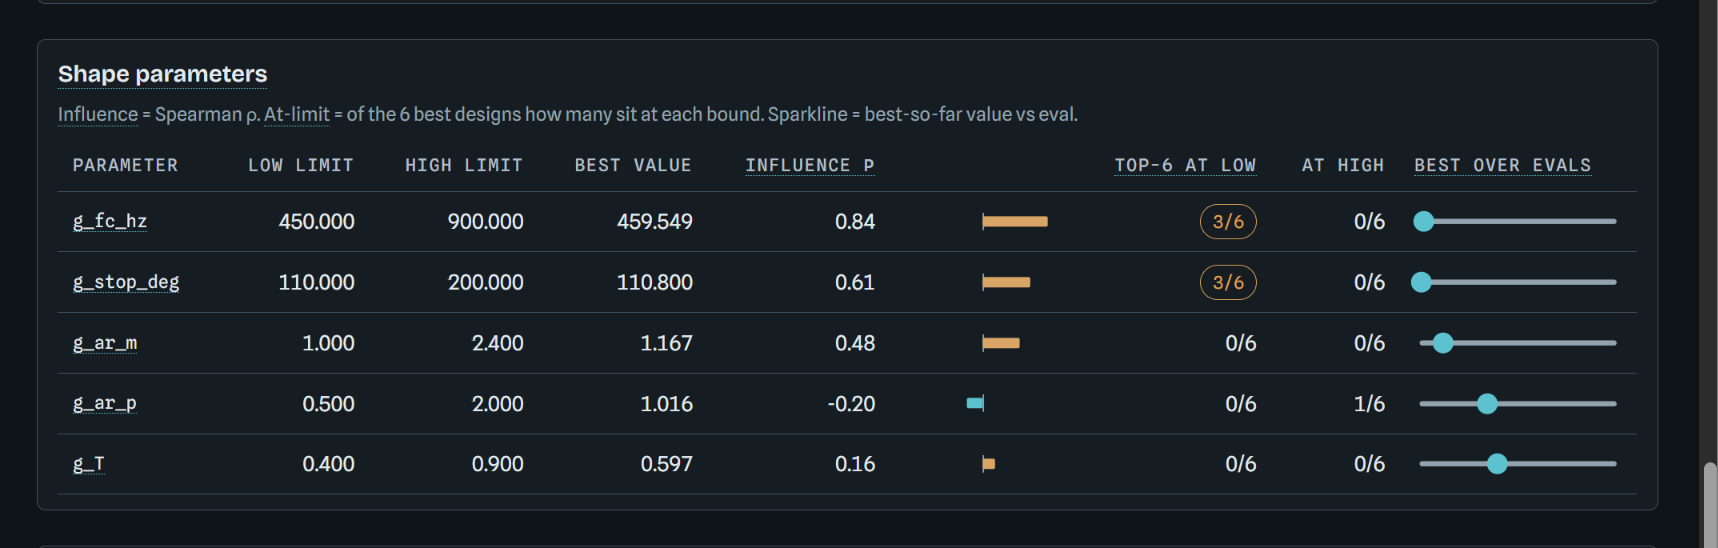 Shape parameters
Influence = Spearman ρ. At-limit = of the 6 best designs how many sit at each bound. Sparkline = best-so-far value vs eval.
PARAMETER LOW LIMIT HIGH LIMIT BEST VALUE INFLUENCE Ρ TOP-6 AT LOW AT HIGH BEST OVER EVALS
g_fc_hz 450.000 900.000 459.549 0.84 3/6 0/6
g_stop_deg 110.000 200.000 110.800 0.61 3/6 0/6
g_ar_m 1.000 2.400 1.167 0.48 0/6 0/6
g_ar_p 0.500 2.000 1.016 -0.20 0/6 1/6
g_T 0.400 0.900 0.597 0.16 0/6 0/6